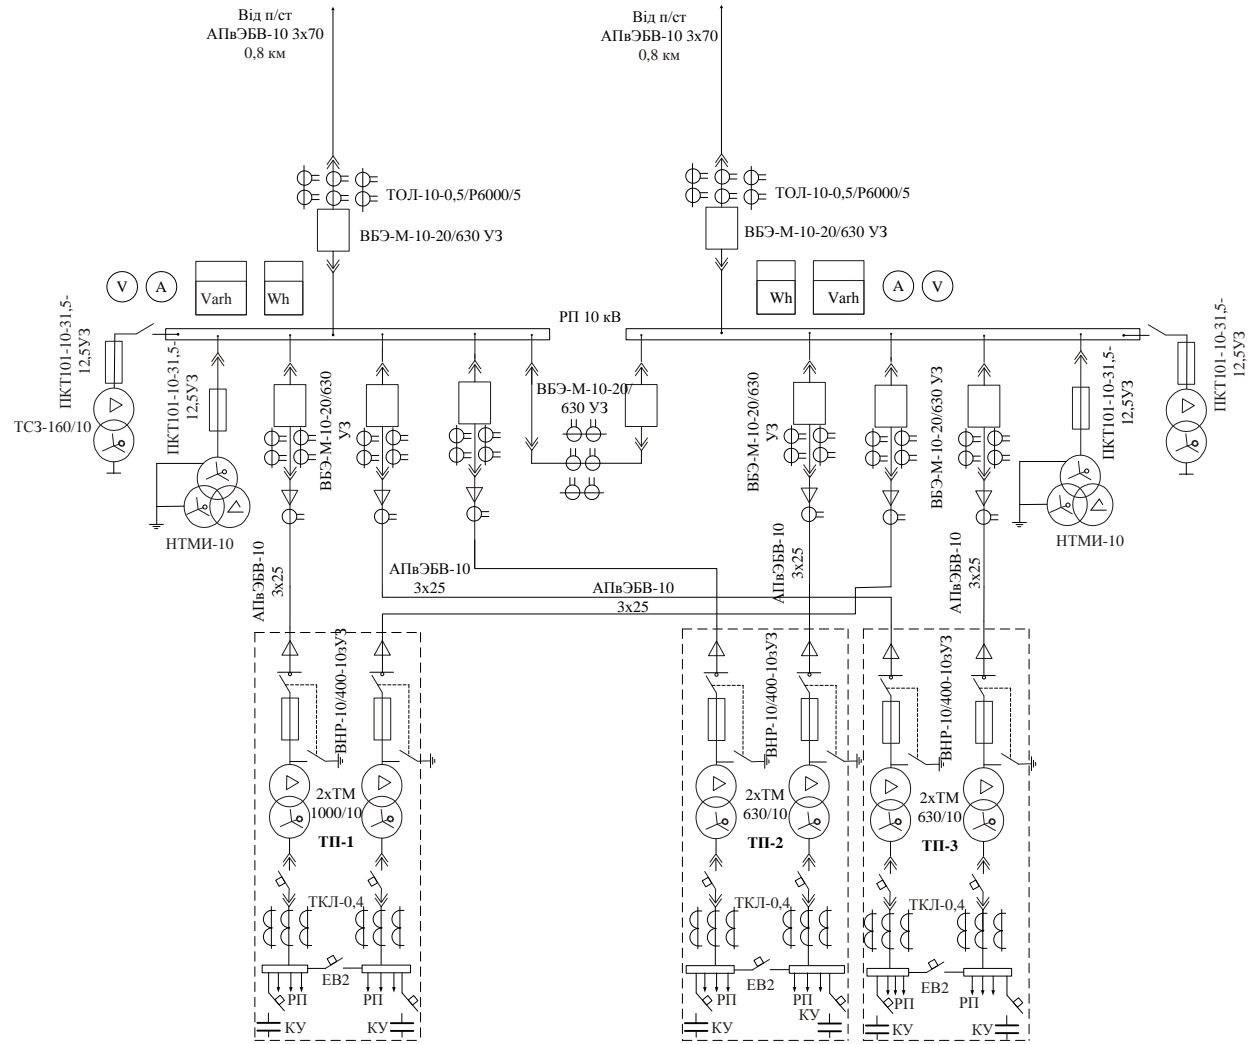 Від п/ст
АПвЭБВ-10 3х70
0,8 км
Від п/ст
АПвЭБВ-10 3х70
0,8 км
ТОЛ-10-0,5/Р6000/5
ВБЭ-М-10-20/630 УЗ
ТОЛ-10-0,5/Р6000/5
ВБЭ-М-10-20/630 УЗ
V
A
Varh
Wh
Wh
Varh
A
V
РП 10 кВ
ПКТ101-10-31,5-
12,5УЗ
ТСЗ-160/10
ПКТ101-10-31,5-
12,5УЗ
НТМИ-10
ВБЭ-М-10-20/630
УЗ
ВБЭ-М-10-20/
630 УЗ
ВБЭ-М-10-20/630
УЗ
ВБЭ-М-10-20/630 УЗ
ПКТ101-10-31,5-
12,5УЗ
НТМИ-10
ПКТ101-10-31,5-
12,5УЗ
АПвЭБВ-10
3х25
АПвЭБВ-10
3х25
АПвЭБВ-10
3х25
АПвЭБВ-10
3х25
АПвЭБВ-10
3х25
ВНР-10/400-10зУЗ
ВНР-10/400-10зУЗ
ВНР-10/400-10зУЗ
2хТМ
1000/10
ТП-1
2хТМ
630/10
ТП-2
2хТМ
630/10
ТП-3
ТКЛ-0,4
ТКЛ-0,4
ТКЛ-0,4
ЕВ2
РП
РП
КУ
КУ
ЕВ2
РП
РП
КУ
КУ
ЕВ2
РП
РП
КУ
КУ